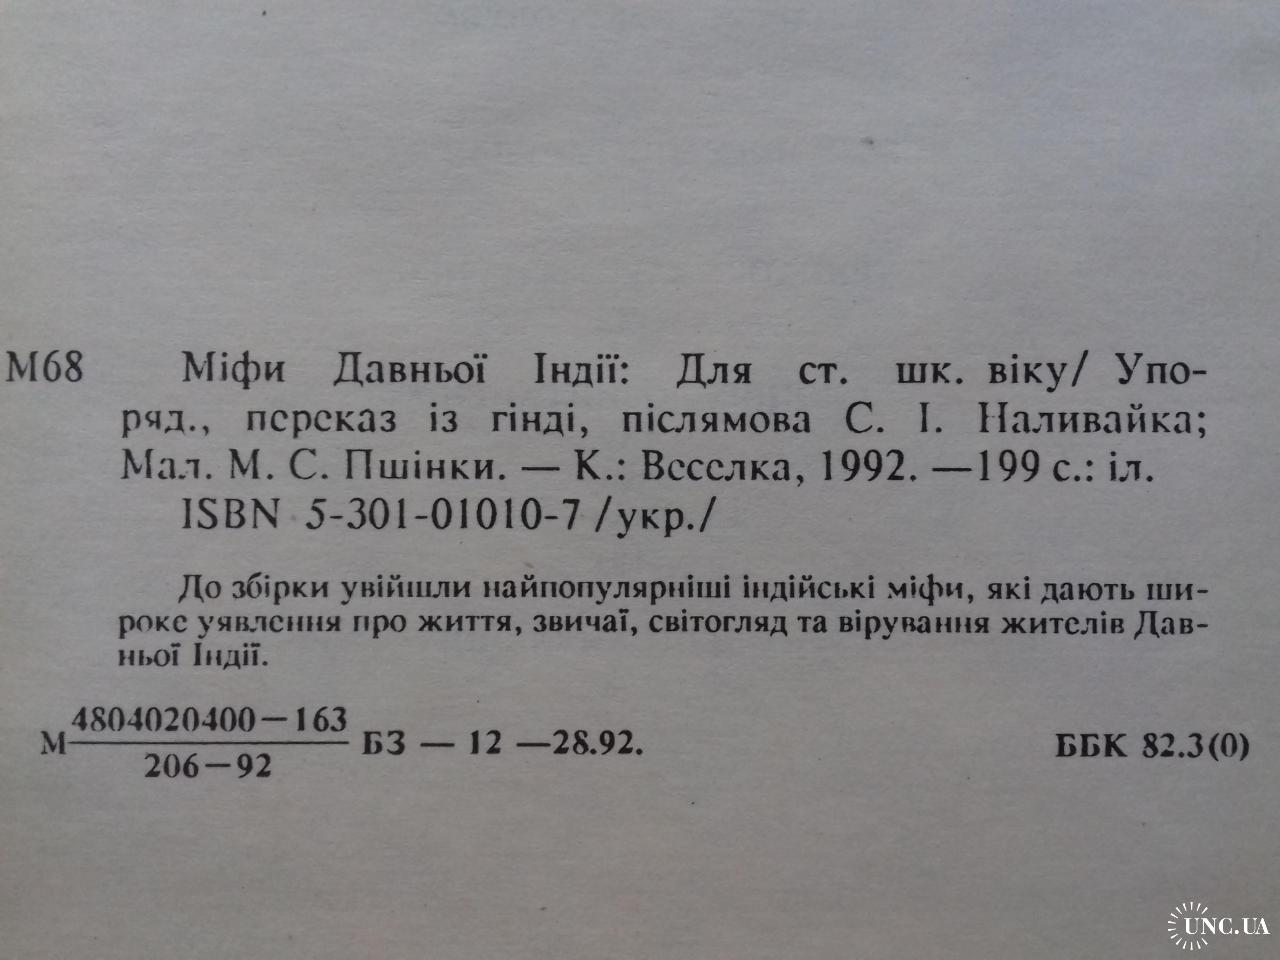 М68 Міфи Давньої Індії: Для ст. шк. віку/ Упо-
ряд., переказ із гінді, післямова С. І. Наливайка;
Мал. М. С. Пшінки. — К.: Веселка, 1992. —199 с.: іл.
ISBN 5-301-01010-7 /укр./
До збірки увійшли найпопулярніші індійські міфи, які дають ши-
роке уявлення про життя, звичаї, світогляд та вірування жителів Дав-
ньої Індії.
4804020400—163
М БЗ — 12 —28.92. ББК 82.3(0)
206—92
UNC.UA